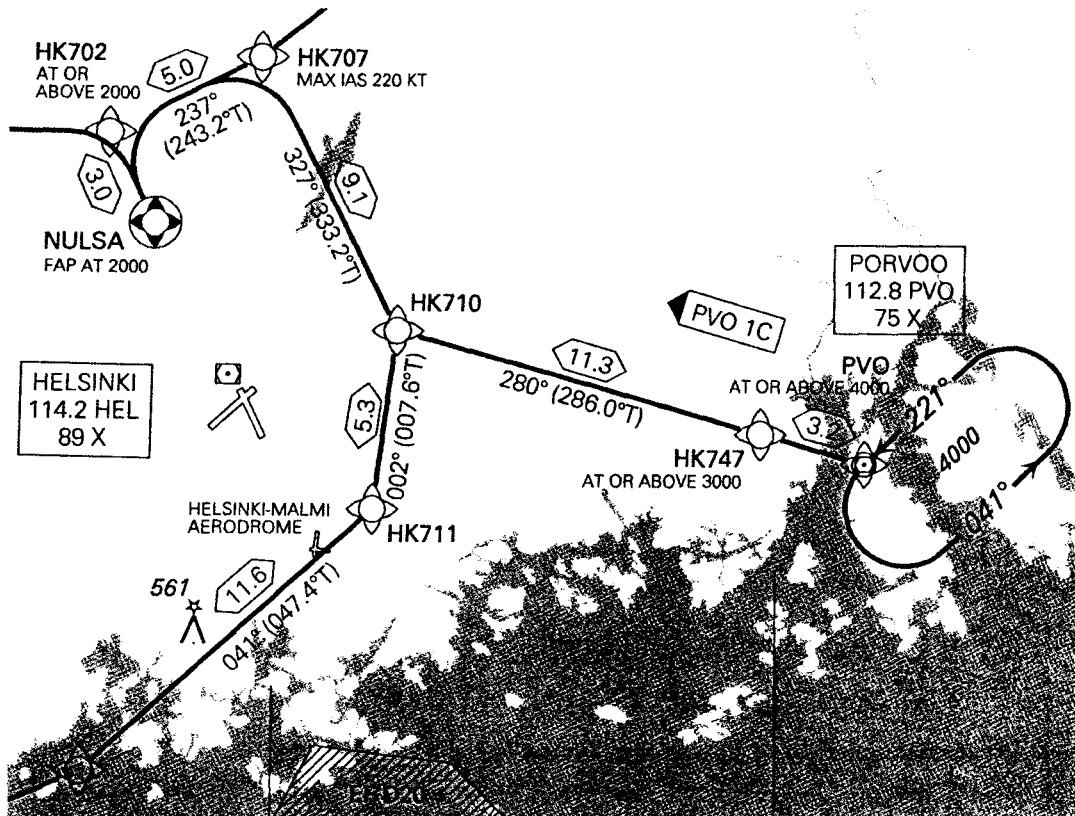 HK702
AT OR
ABOVE 2000
5.0
HK707
MAX IAS 220 KT
237°
(243.2°T)
3.0
327° 333.2°T)
9.1
NULSA
FAP AT 2000
HK710
PVO 1C
PORVOO
112.8 PVO
75 X
HELSINKI
114.2 HEL
89 X
11.3
280° (286.0°T)
PVO
AT OR ABOVE 4000
3.2
221°
4000
041°
5.3
002° (007.6°T)
HK747
AT OR ABOVE 3000
HELSINKI-MALMI
AERODROME
HK711
561
11.6
041° (047.4°T)